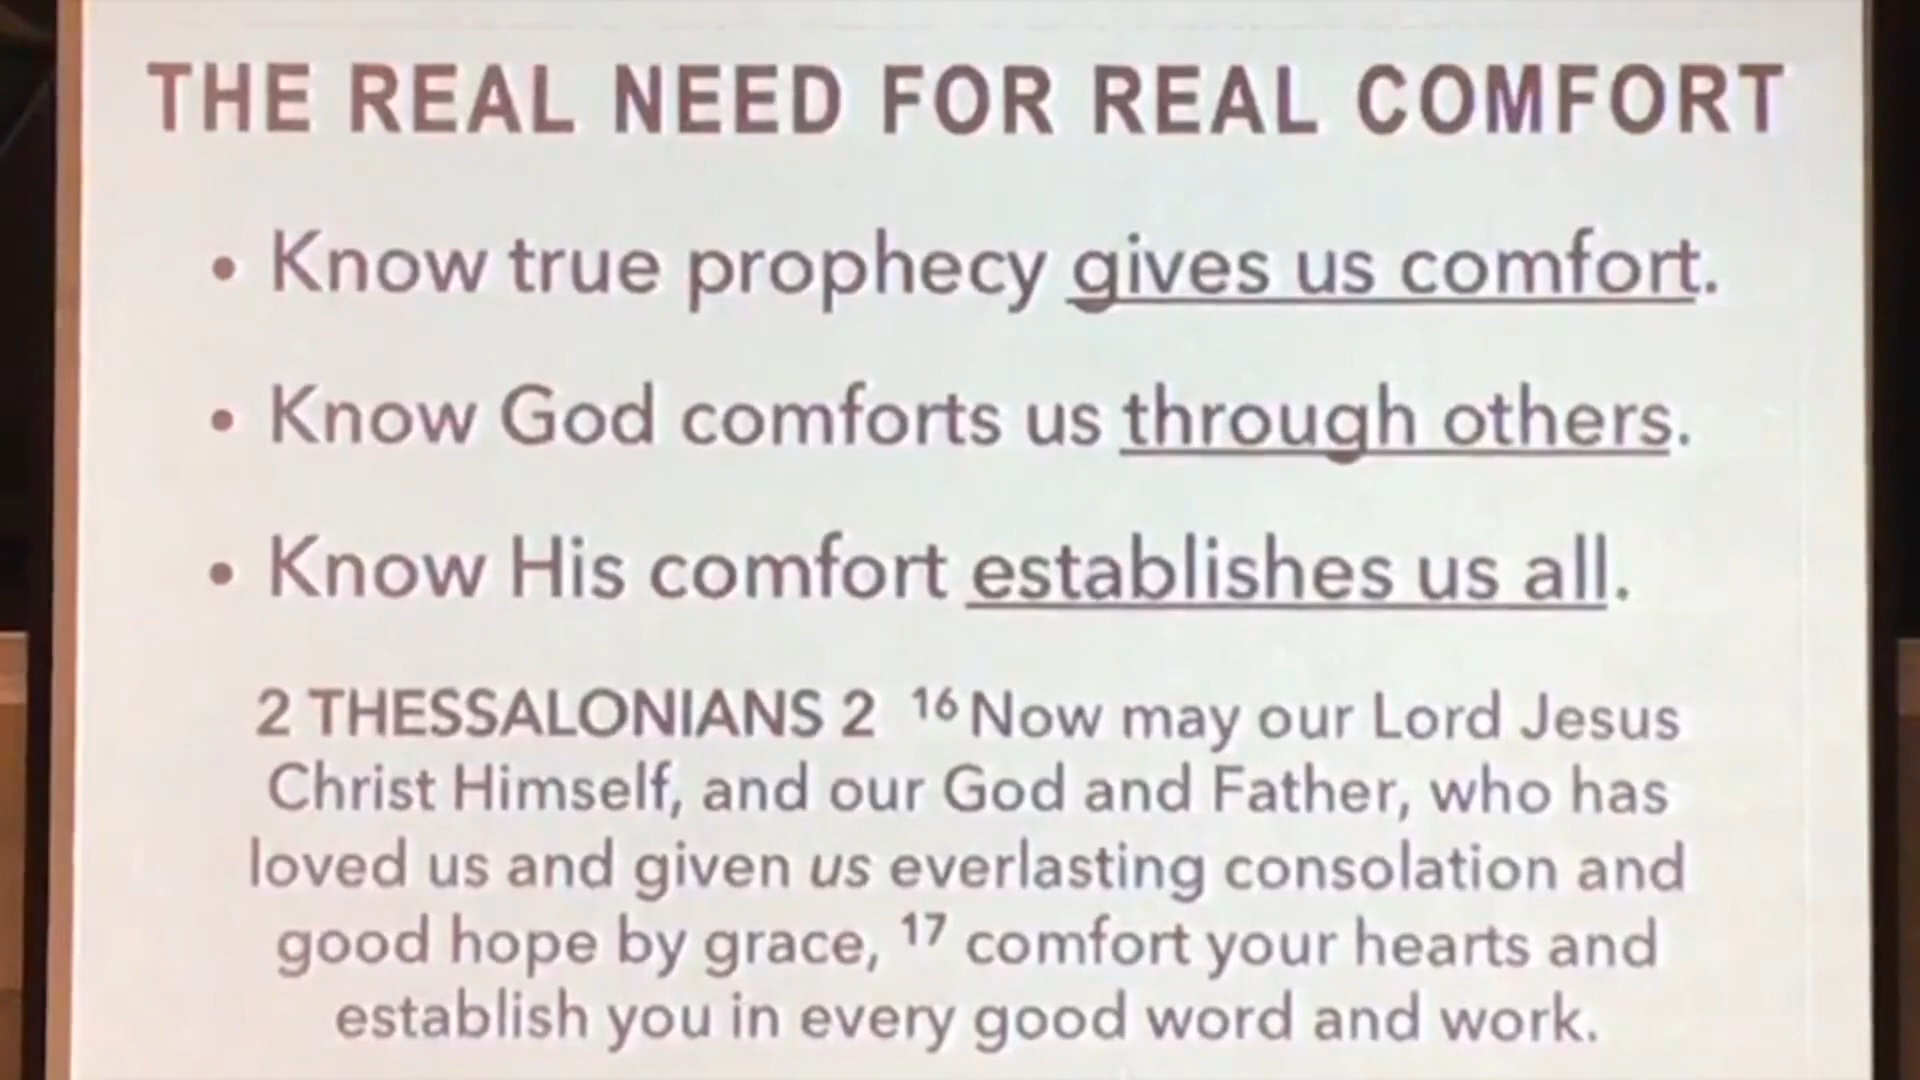 THE REAL NEED FOR REAL COMFORT
• Know true prophecy gives us comfort.
• Know God comforts us through others.
• Know His comfort establishes us all.
2 THESSALONIANS 2 ¹⁶ Now may our Lord Jesus
Christ Himself, and our God and Father, who has
loved us and given us everlasting consolation and
good hope by grace, ¹⁷ comfort your hearts and
establish you in every good word and work.